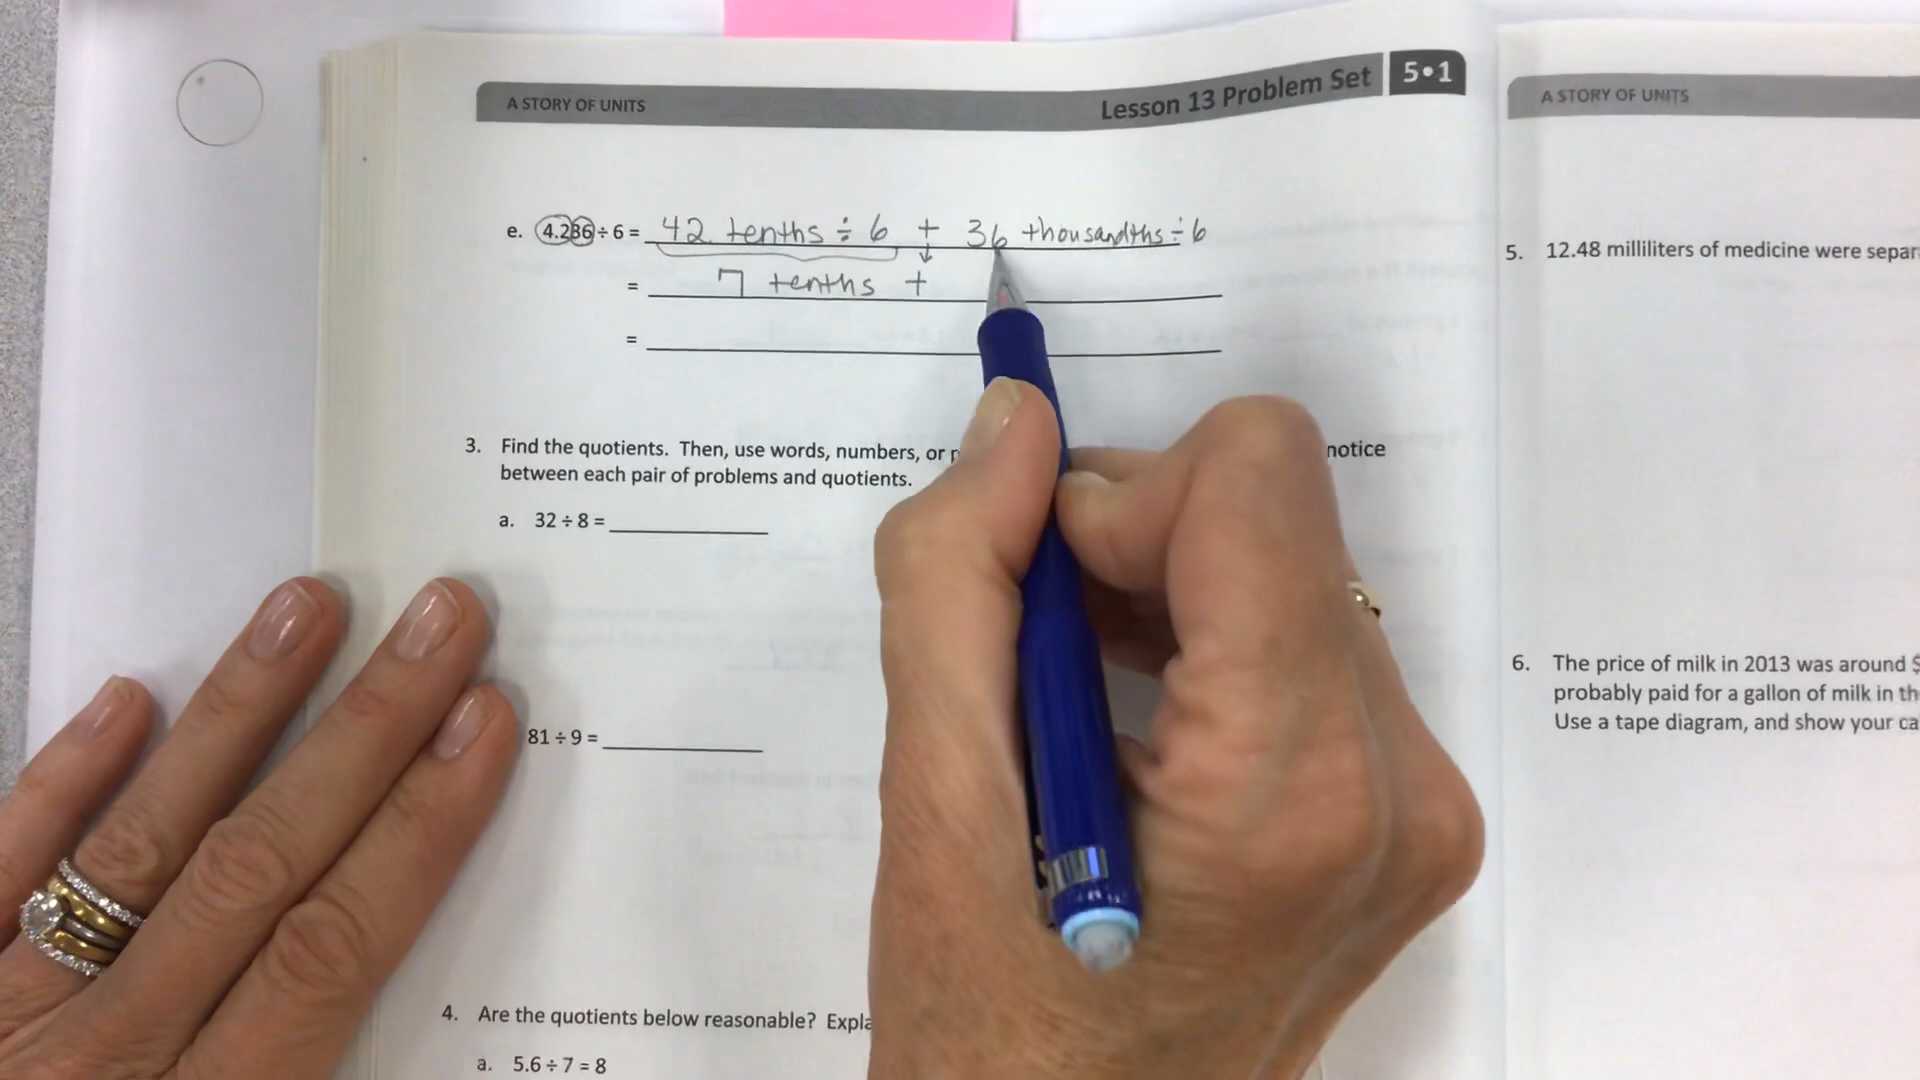 A STORY OF UNITS
Lesson 13 Problem Set 5•1
e. 4.236 ÷ 6 = 42 tenths ÷ 6 + 36 thousandths ÷ 6
= 7 tenths +
=
3. Find the quotients. Then, use words, numbers, or notice
between each pair of problems and quotients.
a. 32 ÷ 8 =
81 ÷ 9 =
4. Are the quotients below reasonable?
a. 5.6 ÷ 7 = 8
A STORY OF UNITS
5. 12.48 milliliters of medicine were
6. The price of milk in 2013 was around $
probably paid for a gallon of milk in
Use a tape diagram, and show your